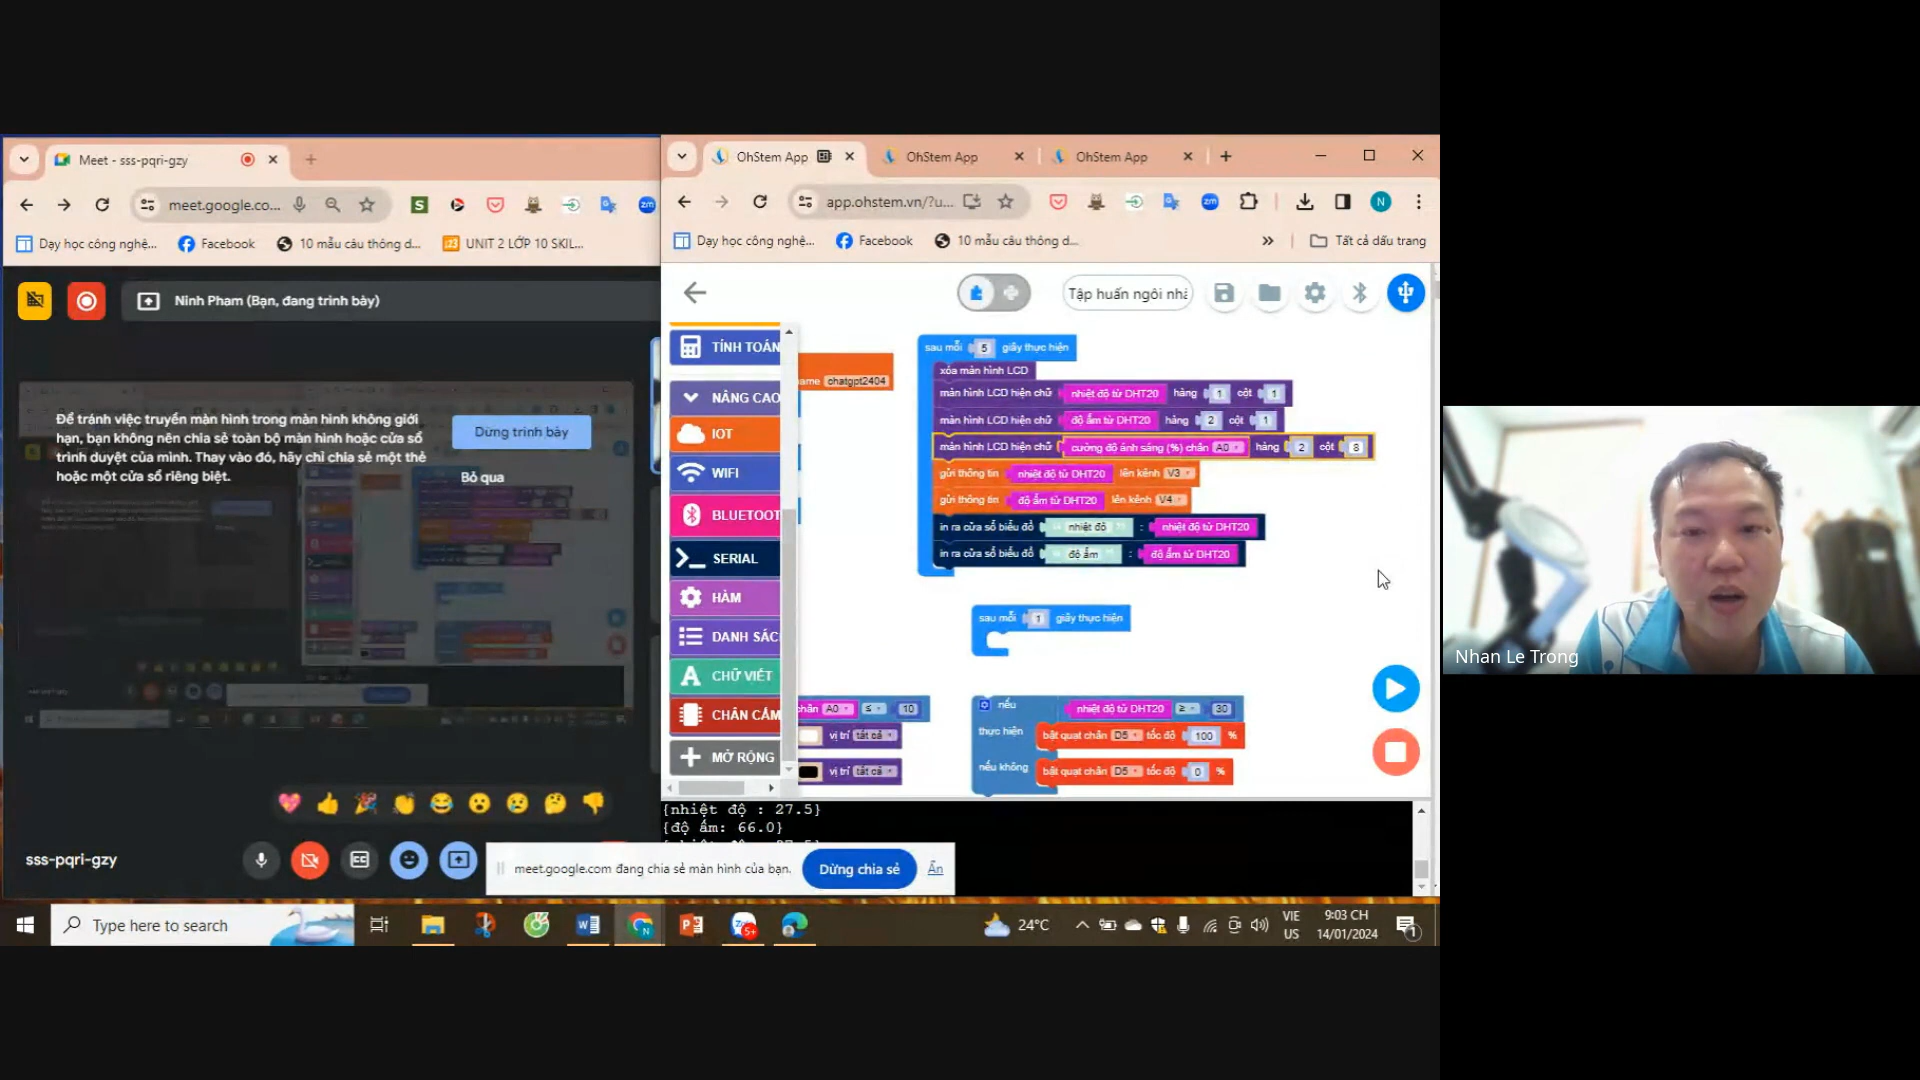 Meet - sss-pqri-gzy
meet.google.co...
Dạy học công nghệ...
Facebook
10 mẫu câu thông d...
UNIT 2 LỚP 10 SKIL...
Ninh Pham (Bạn, đang trình bày)
Để tránh việc truyền màn hình trong màn hình không giới
hạn, bạn không nên chia sẻ toàn bộ màn hình hoặc cửa sổ
trình duyệt của mình. Thay vào đó, hãy chỉ chia sẻ một thẻ
hoặc một cửa sổ riêng biệt.
Dừng trình bày
Bỏ qua
sss-pqri-gzy
OhStem App
OhStem App
OhStem App
app.ohstem.vn/?u...
N
Dạy học công nghệ...
Facebook
10 mẫu câu thông d...
Tất cả dấu trang
Tập huấn ngôi nhà
TÍNH TOÁN
NÂNG CAO
IOT
WIFI
BLUETOOT
SERIAL
HÀM
DANH SÁC
CHỮ VIẾT
CHÂN CẮM
MỞ RỘNG
name chatgpt2404
sau mỗi 5 giây thực hiện
xóa màn hình LCD
màn hình LCD hiện chữ nhiệt độ từ DHT20 hàng 1 cột 1
màn hình LCD hiện chữ độ ẩm từ DHT20 hàng 2 cột 1
màn hình LCD hiện chữ cường độ ánh sáng (%) chân A0 hàng 2 cột 8
gửi thông tin nhiệt độ từ DHT20 lên kênh V3
gửi thông tin độ ẩm từ DHT20 lên kênh V4
in ra cửa sổ biểu đồ “ nhiệt độ ” : nhiệt độ từ DHT20
in ra cửa sổ biểu đồ “ độ ẩm ” : độ ẩm từ DHT20
sau mỗi 1 giây thực hiện
chân A0 ≤ 10
vị trí tất cả
vị trí tất cả
nếu nhiệt độ từ DHT20 ≥ 30
thực hiện bật quạt chân D5 tốc độ 100 %
nếu không bật quạt chân D5 tốc độ 0 %
{nhiệt độ : 27.5}
{độ ẩm: 66.0}
meet.google.com đang chia sẻ màn hình của bạn.
Dừng chia sẻ
Ẩn
Type here to search
24°C
VIE
US
9:03 CH
14/01/2024
1
Nhan Le Trong